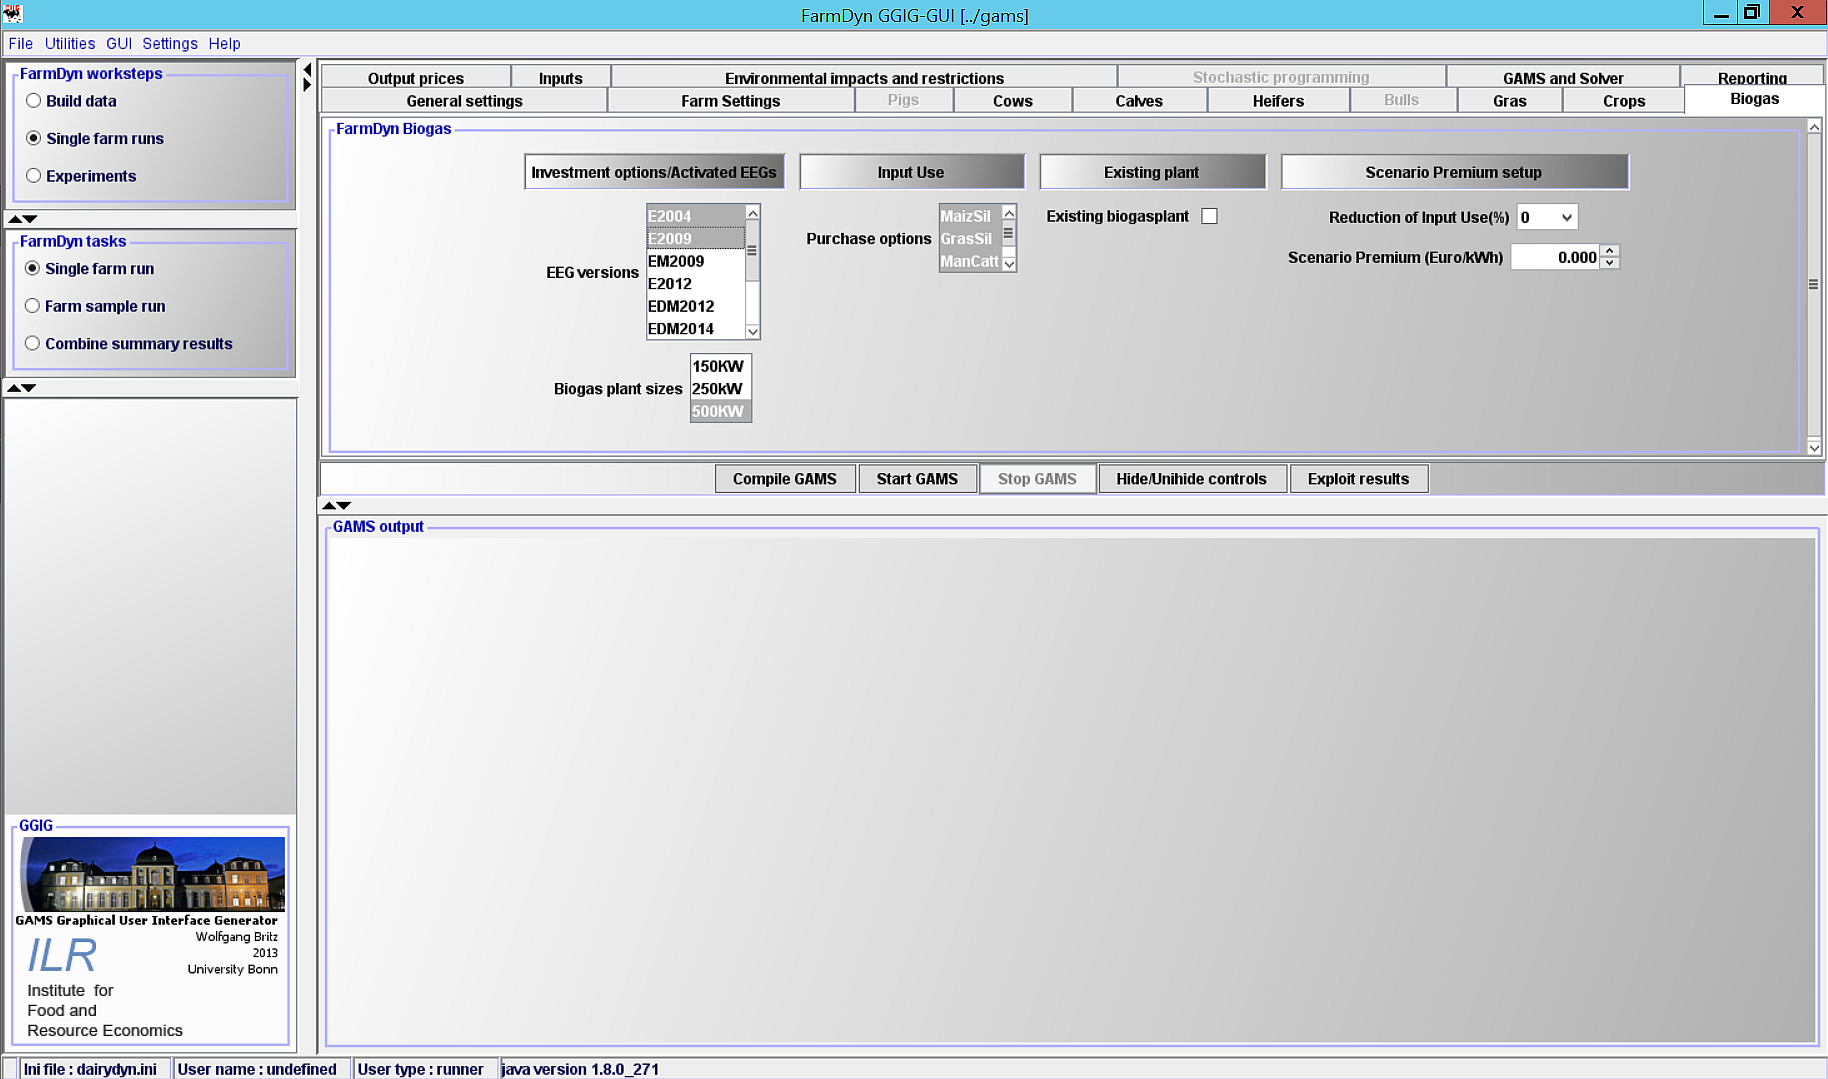 FarmDyn GGIG-GUI [../gams]
File Utilities GUI Settings Help
FarmDyn worksteps
Build data
Single farm runs
Experiments
FarmDyn tasks
Single farm run
Farm sample run
Combine summary results
GGIG
GAMS Graphical User Interface Generator
Wolfgang Britz
2013
University Bonn
ILR
Institute for
Food and
Resource Economics
Output prices Inputs Environmental impacts and restrictions Stochastic programming GAMS and Solver Reporting
General settings Farm Settings Pigs Cows Calves Heifers Bulls Gras Crops Biogas
FarmDyn Biogas
Investment options/Activated EEGs Input Use Existing plant Scenario Premium setup
EEG versions
E2004
E2009
EM2009
E2012
EDM2012
EDM2014
Biogas plant sizes
150KW
250kW
500KW
Purchase options
MaizSil
GrasSil
ManCatt
Existing biogasplant
Reduction of Input Use(%) 0
Scenario Premium (Euro/kWh) 0.000
Compile GAMS Start GAMS Stop GAMS Hide/Unihide controls Exploit results
GAMS output
Ini file : dairydyn.ini User name : undefined User type : runner java version 1.8.0_271